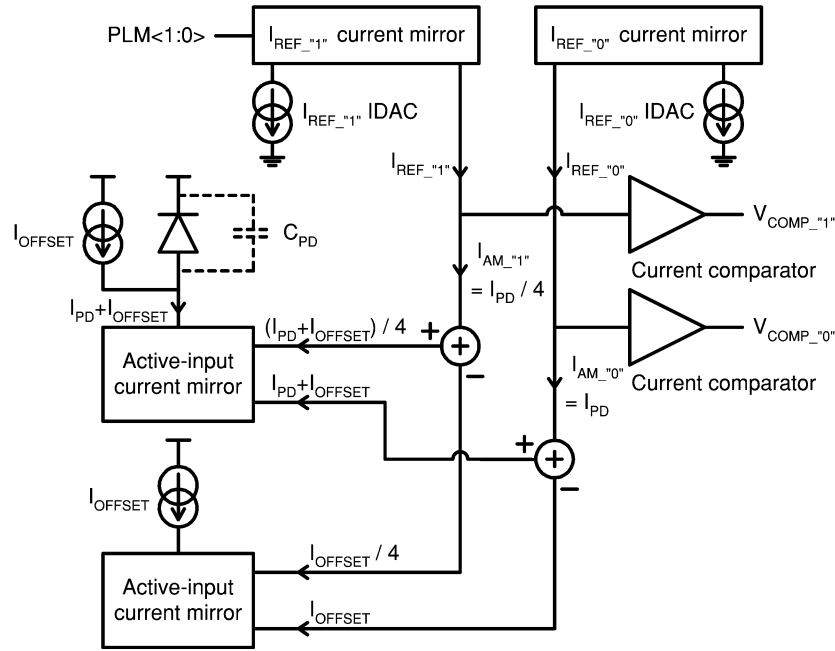 PLM<1:0>
I_REF_"1" current mirror
I_REF_"0" current mirror
I_REF_"1" IDAC
I_REF_"0" IDAC
I_REF_"1"
I_REF_"0"
I_OFFSET
C_PD
V_COMP_"1"
I_AM_"1"
= I_PD / 4
Current comparator
I_PD+I_OFFSET
(I_PD+I_OFFSET) / 4
+
+
−
V_COMP_"0"
Active-input
current mirror
I_PD+I_OFFSET
I_AM_"0"
= I_PD
Current comparator
+
+
−
I_OFFSET
Active-input
current mirror
I_OFFSET / 4
I_OFFSET